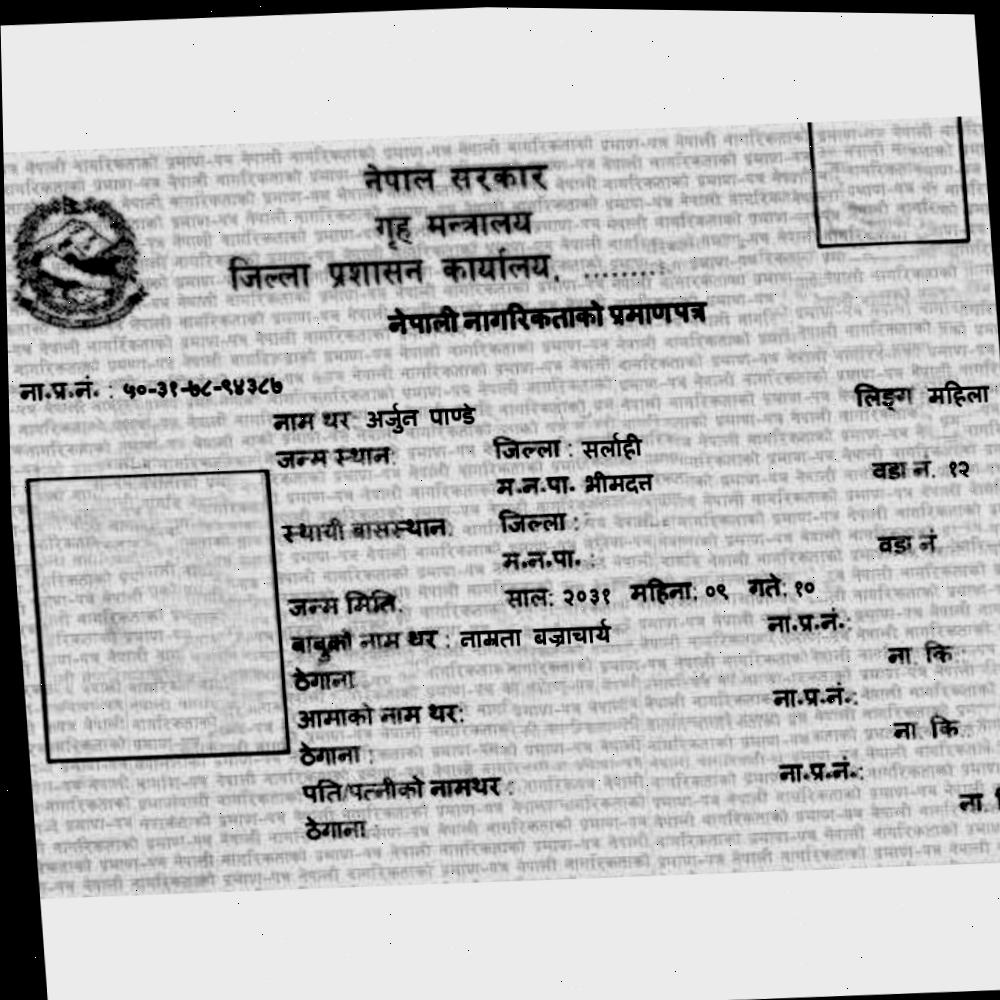 नेपाल सरकार
गृह मन्त्रालय
जिल्ला प्रशासन कार्यालय, .........
नेपाली नागरिकताको प्रमाणपत्र
ना.प्र.नं. : ५०-३१-७८-९४३८७
लिङ्ग महिला
नाम थर अर्जुन पाण्डे
जन्म स्थान: जिल्ला : सर्लाही
म.न.पा. भीमदत्त वडा नं. १२
स्थायी बासस्थान: जिल्ला :
म.न.पा. : वडा नं.
जन्म मिति: साल: २०३१ महिना: ०९ गते: १०
बाबुको नाम थर : नाम्रता बज्राचार्य ना.प्र.नं.:
ठेगाना ना. कि.:
आमाको नाम थर: ना.प्र.नं.:
ठेगाना : ना. कि.
पति/पत्नीको नामथर : ना.प्र.नं.:
ठेगाना : ना.